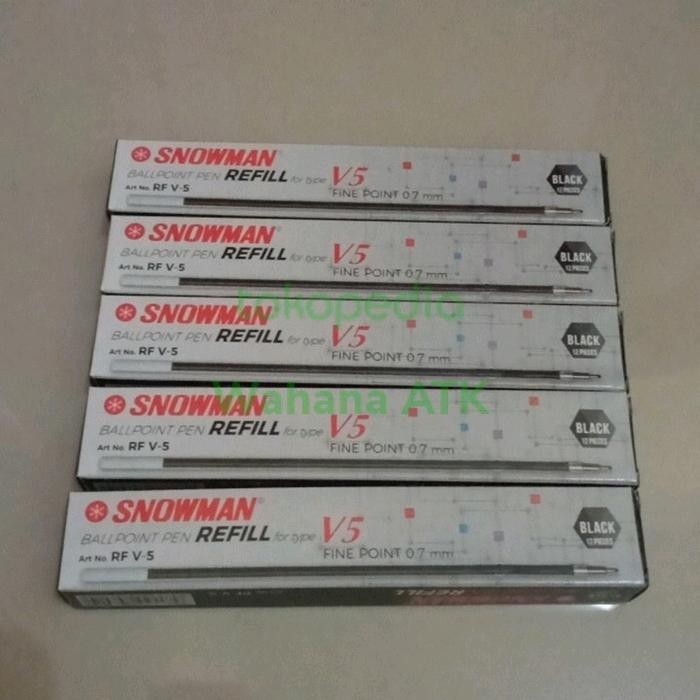 SNOWMAN
BALLPOINT PEN REFILL for type V5
Art No. RF V-5
FINE POINT 0.7 mm
BLACK
12 PIECES
SNOWMAN
BALLPOINT PEN REFILL for type V5
Art No. RF V-5
FINE POINT 0.7 mm
BLACK
12 PIECES
tokopedia
SNOWMAN
BALLPOINT PEN REFILL for type V5
Art No. RF V-5
FINE POINT 0.7 mm
BLACK
12 PIECES
Wahana ATK
SNOWMAN
BALLPOINT PEN REFILL for type V5
Art No. RF V-5
FINE POINT 0.7 mm
BLACK
12 PIECES
SNOWMAN
BALLPOINT PEN REFILL for type V5
Art No. RF V-5
FINE POINT 0.7 mm
BLACK
12 PIECES
REFILL